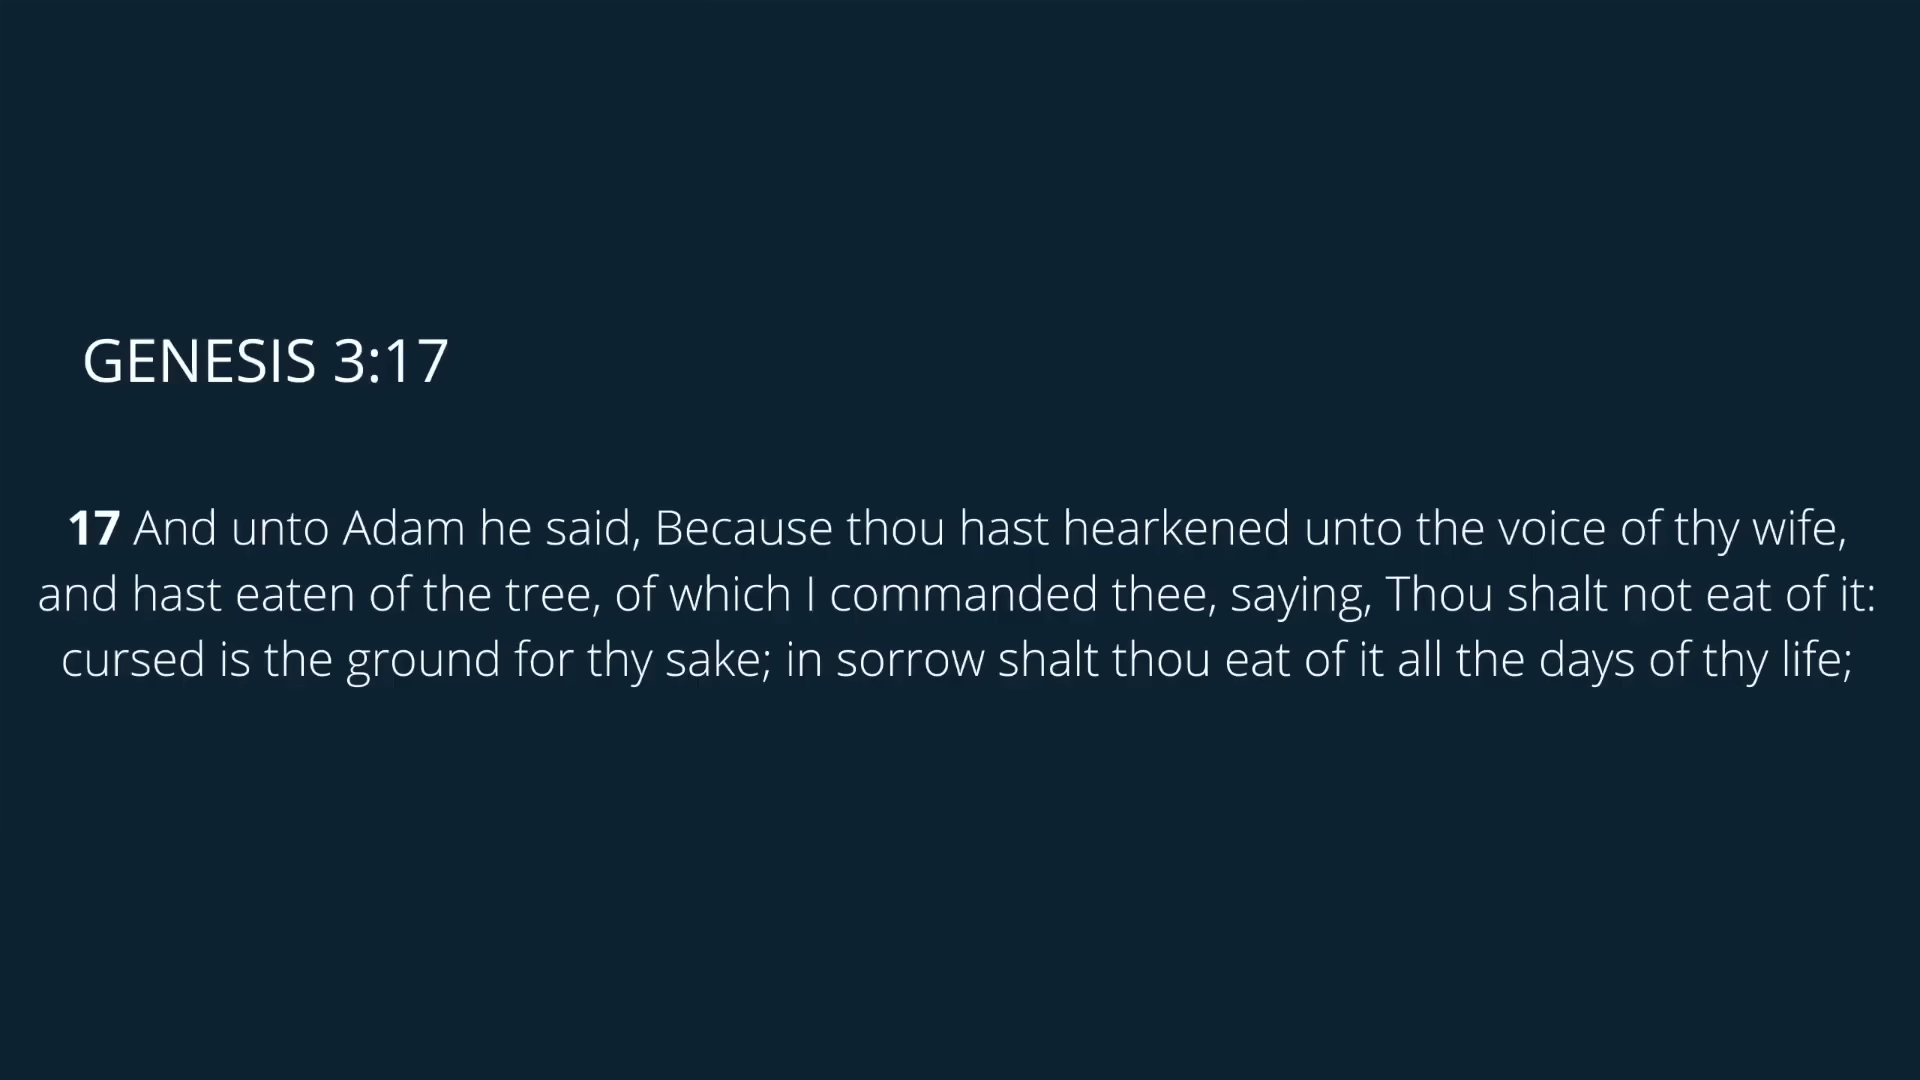 GENESIS 3:17
17 And unto Adam he said, Because thou hast hearkened unto the voice of thy wife,
and hast eaten of the tree, of which I commanded thee, saying, Thou shalt not eat of it:
cursed is the ground for thy sake; in sorrow shalt thou eat of it all the days of thy life;